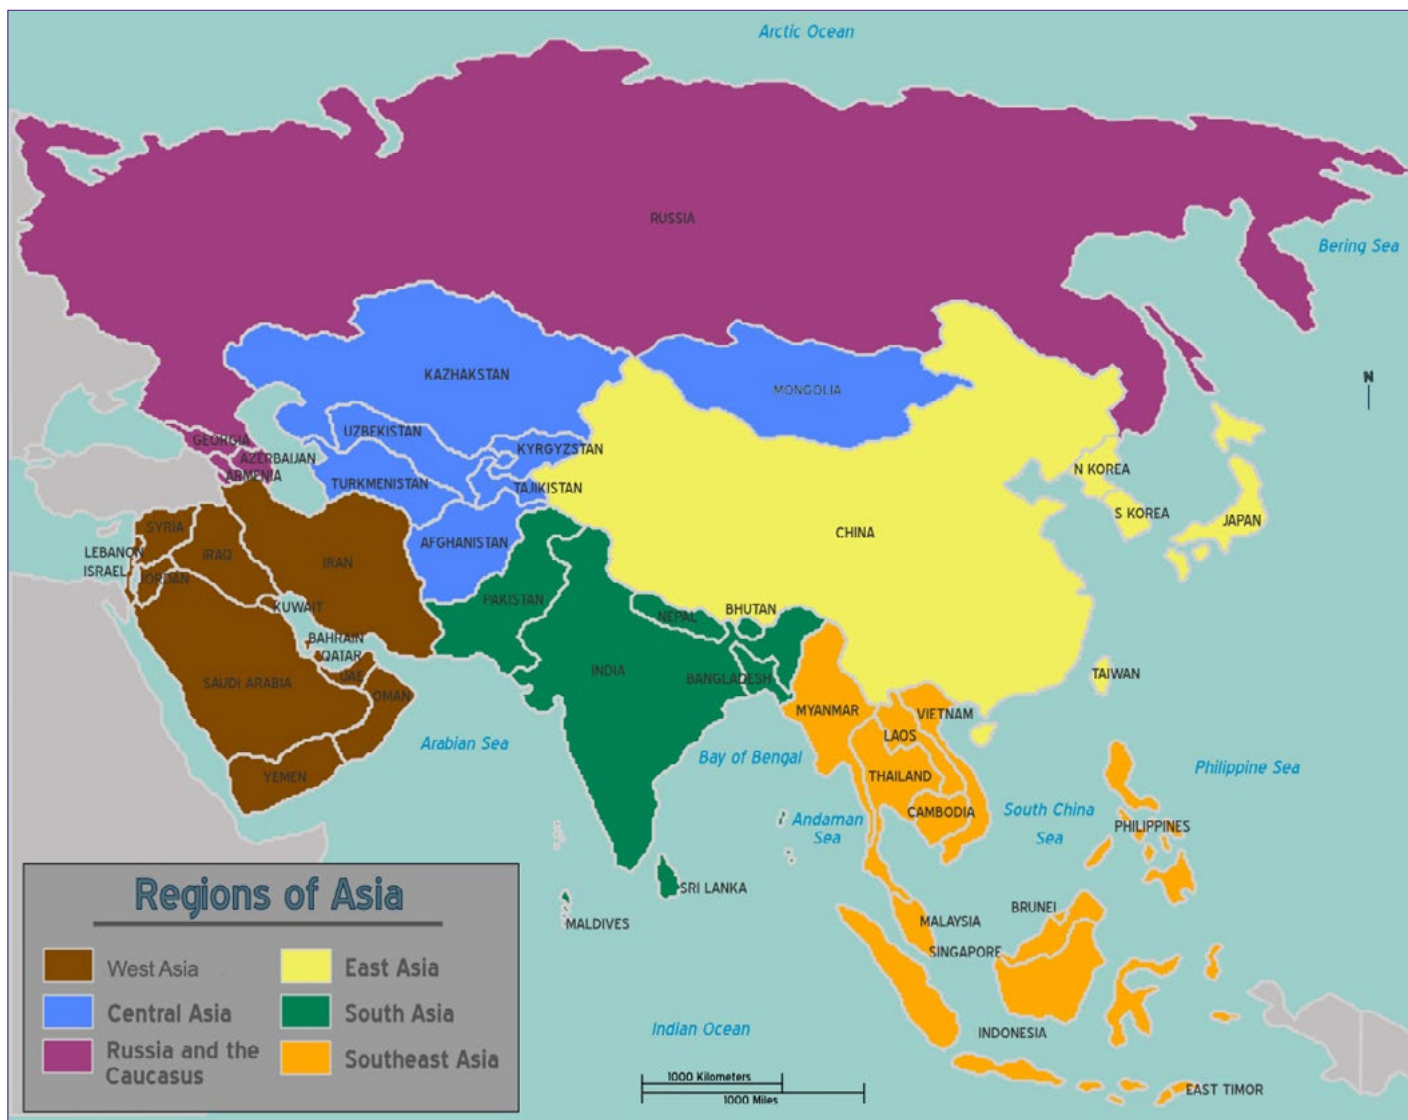 Arctic Ocean
RUSSIA
Bering Sea
KAZHAKSTAN
MONGOLIA
N
UZBEKISTAN
GEORGIA
KYRGYZSTAN
AZERBAIJAN
ARMENIA
TURKMENISTAN
TAJIKISTAN
N KOREA
S KOREA
JAPAN
SYRIA
CHINA
AFGHANISTAN
LEBANON
IRAQ
IRAN
ISRAEL
JORDAN
KUWAIT
PAKISTAN
NEPAL
BHUTAN
BAHRAIN
QATAR
UAE
SAUDI ARABIA
OMAN
INDIA
BANGLADESH
TAIWAN
MYANMAR
VIETNAM
LAOS
Arabian Sea
Bay of Bengal
Philippine Sea
YEMEN
THAILAND
CAMBODIA
Andaman
Sea
South China
Sea
PHILIPPINES
SRI LANKA
MALDIVES
BRUNEI
MALAYSIA
SINGAPORE
INDONESIA
Indian Ocean
EAST TIMOR
1000 Kilometers
1000 Miles
Regions of Asia
West Asia
East Asia
Central Asia
South Asia
Russia and the
Caucasus
Southeast Asia